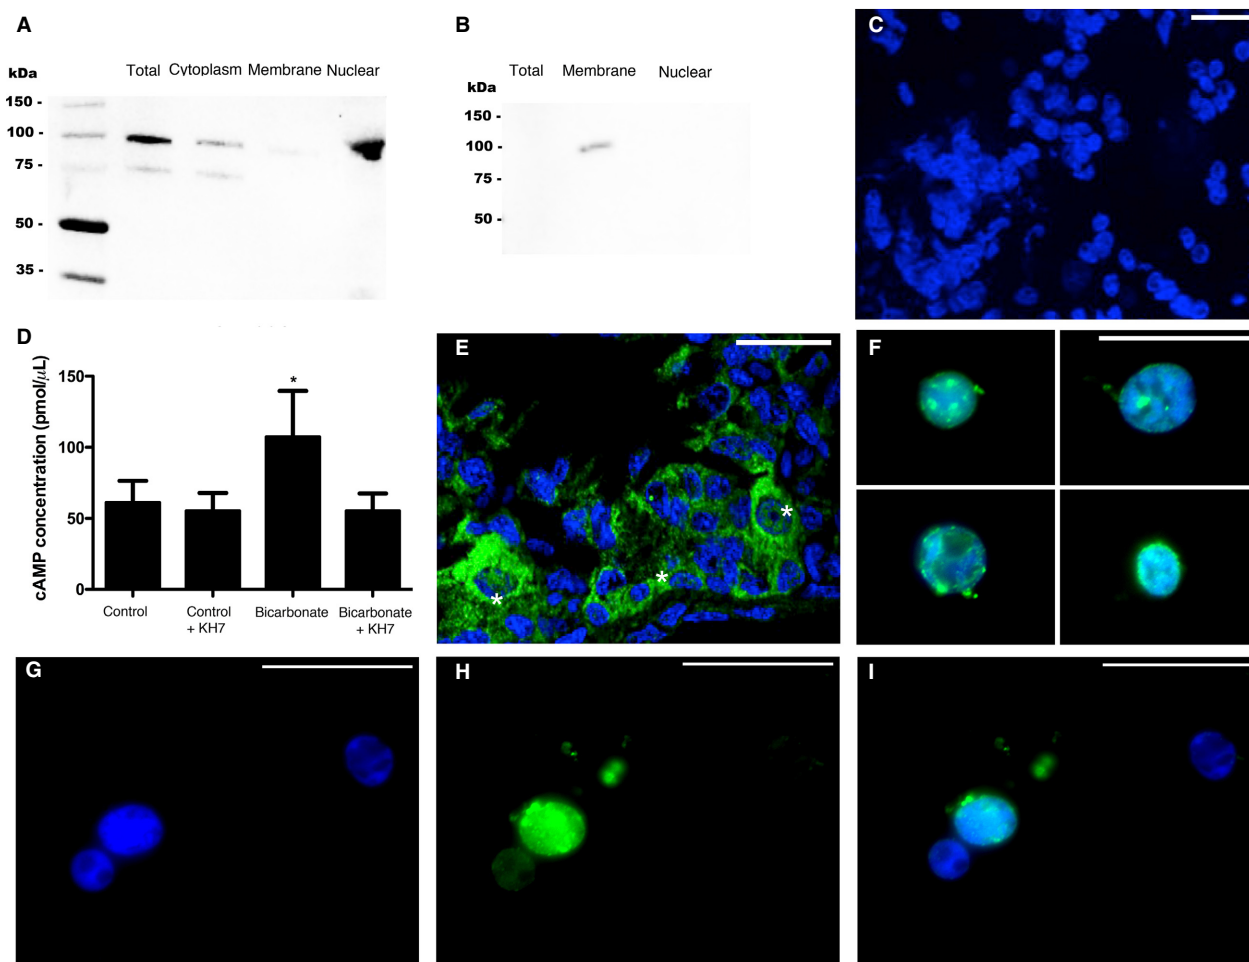 A
kDa
Total Cytoplasm Membrane Nuclear
150 -
100 -
75 -
50 -
35 -
B
Total Membrane Nuclear
kDa
150 -
100 -
75 -
50 -
C
D
cAMP concentration (pmol/µL)
150
100
50
0
*
Control
Control
+ KH7
Bicarbonate
Bicarbonate
+ KH7
E
*
*
*
F
G
H
I